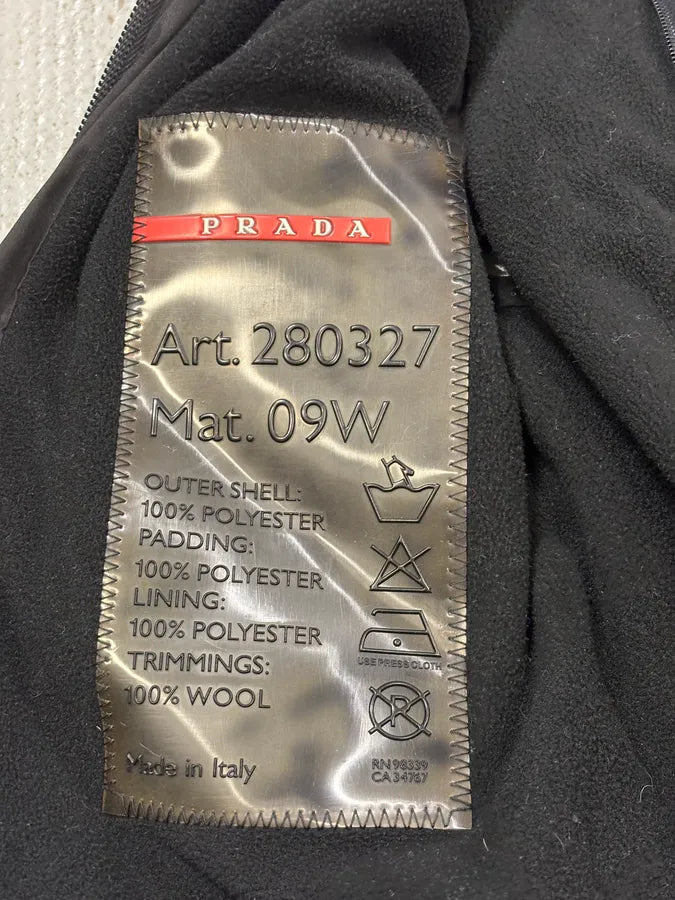 PRADA
Art. 280327
Mat. 09W
OUTER SHELL:
100% POLYESTER
PADDING:
100% POLYESTER
LINING:
100% POLYESTER
TRIMMINGS:
100% WOOL
USE PRESS CLOTH
P
Made in Italy
RN 98339
CA 34767